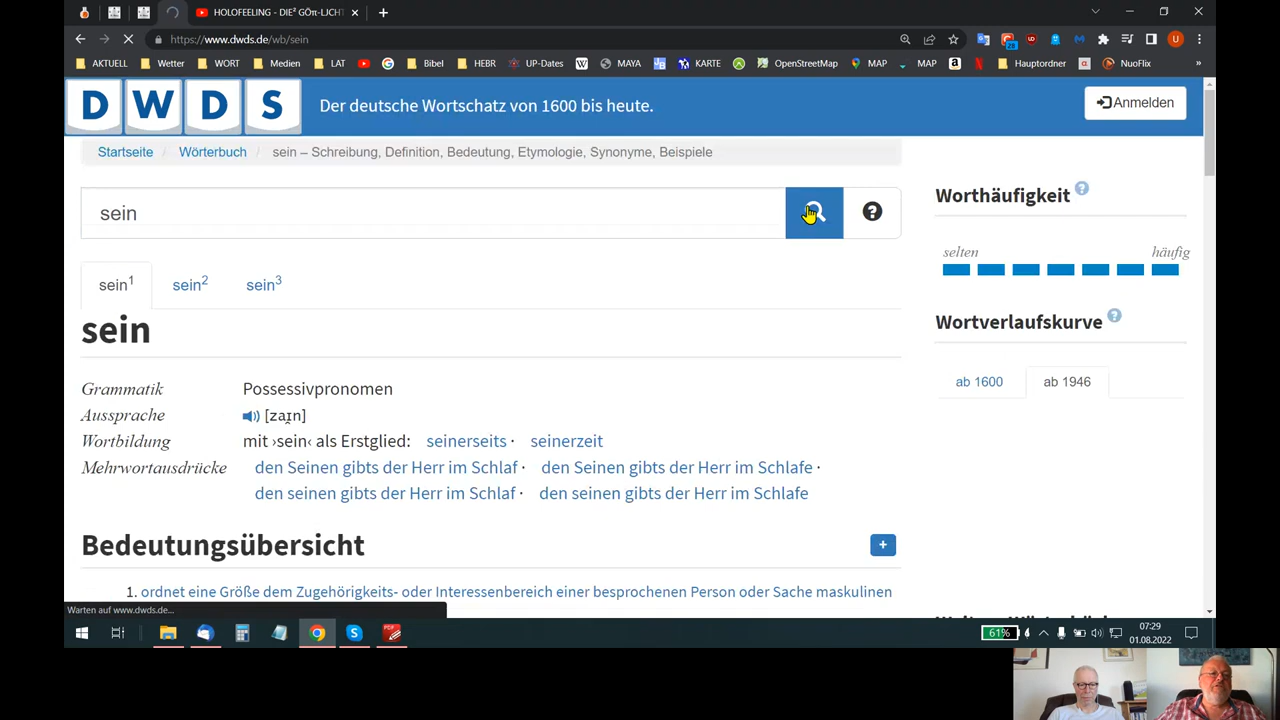 HOLOFEELING - DIE² GÖπ-LJCHT
https://www.dwds.de/wb/sein
AKTUELL Wetter WORT Medien LAT Bibel HEBR UP-Dates MAYA KARTE OpenStreetMap MAP MAP Hauptordner NuoFlix »
D W D S Der deutsche Wortschatz von 1600 bis heute. Anmelden
Startseite / Wörterbuch / sein – Schreibung, Definition, Bedeutung, Etymologie, Synonyme, Beispiele
Worthäufigkeit ?
sein ?
selten häufig
sein¹ sein² sein³
Wortverlaufskurve ?
sein
ab 1600 ab 1946
Grammatik Possessivpronomen
Aussprache [zaɪ̯n]
Wortbildung mit ›sein‹ als Erstglied: seinerseits · seinerzeit
Mehrwortausdrücke den Seinen gibts der Herr im Schlaf · den Seinen gibts der Herr im Schlafe ·
den seinen gibts der Herr im Schlaf · den seinen gibts der Herr im Schlafe
Bedeutungsübersicht +
1. ordnet eine Größe dem Zugehörigkeits- oder Interessenbereich einer besprochenen Person oder Sache maskulinen
Warten auf www.dwds.de...
61% 07:29
01.08.2022